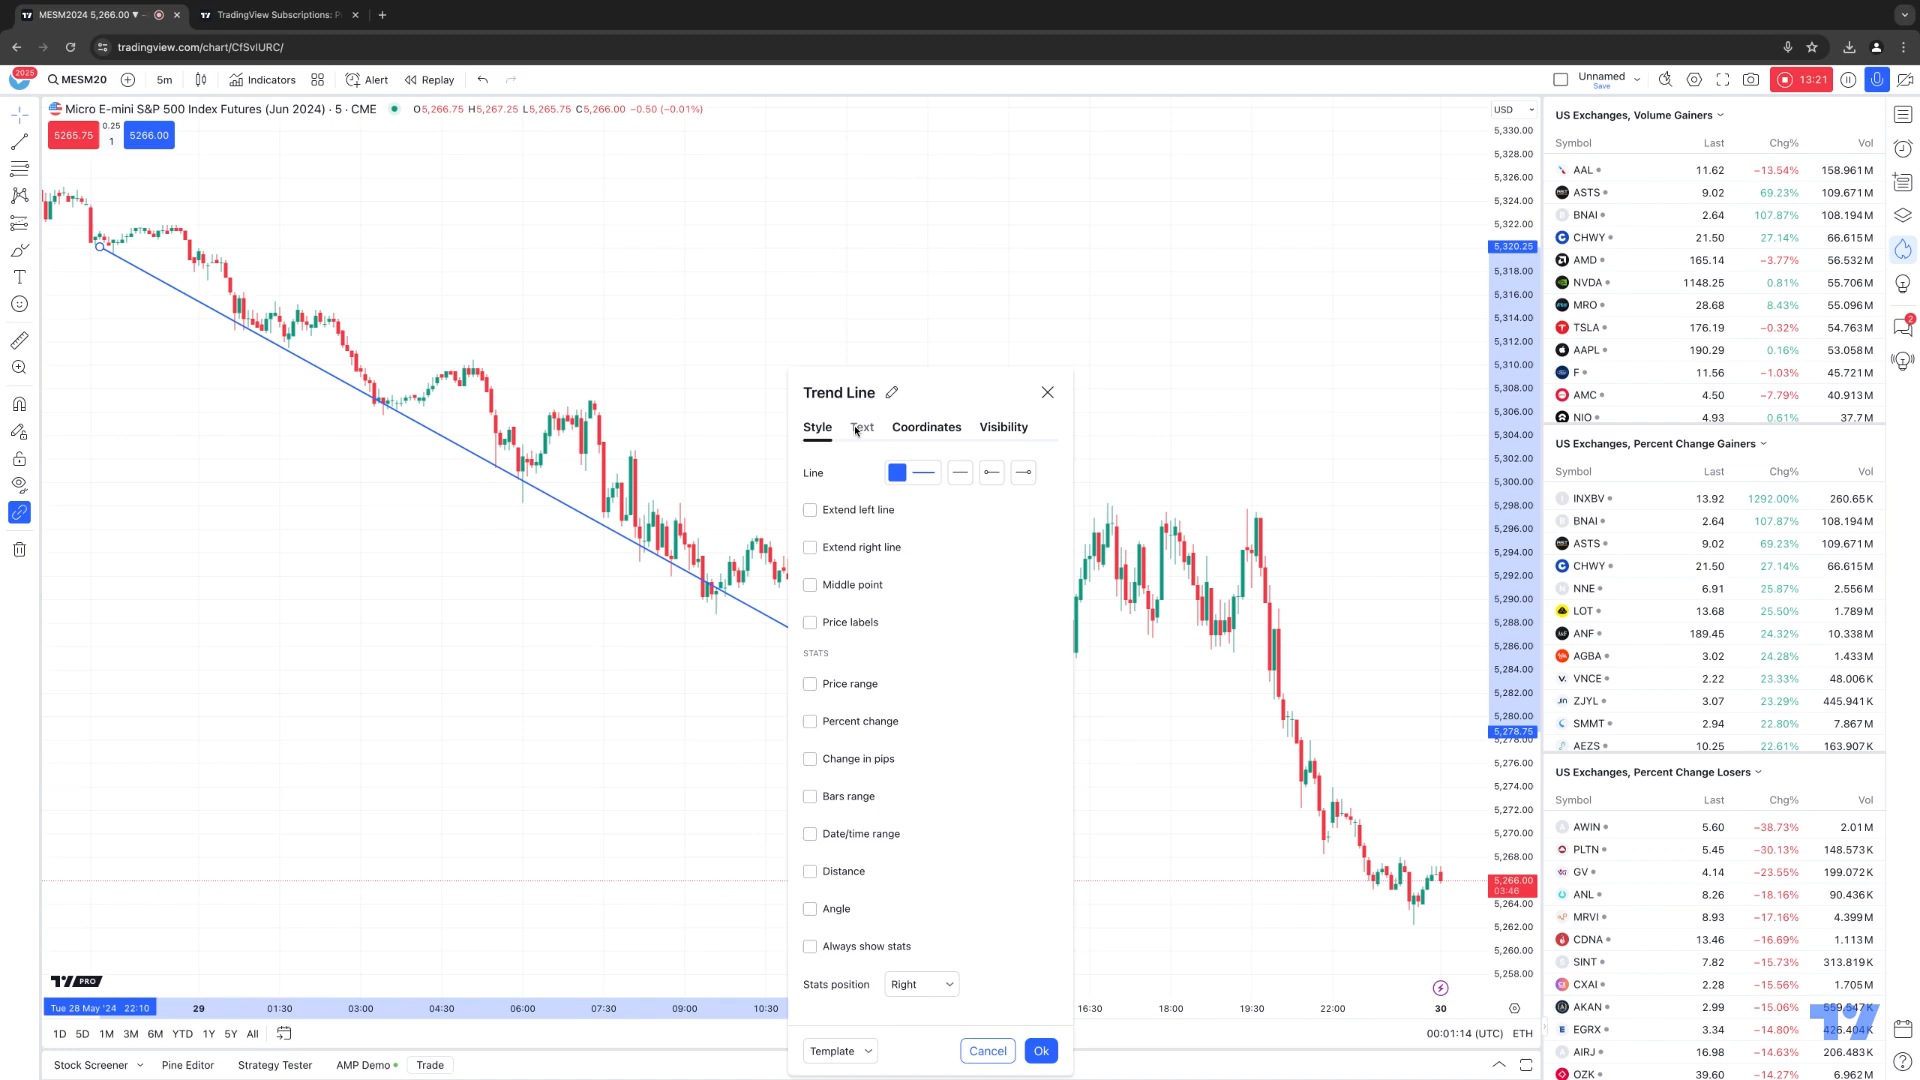 MESM2024 5,266.00 ▼ −
TradingView Subscriptions: P
tradingview.com/chart/CfSvIURC/
2025
MESM20
5m
Indicators
Alert
Replay
Unnamed
Save
13:21
Micro E-mini S&P 500 Index Futures (Jun 2024) · 5 · CME
O5,266.75 H5,267.25 L5,265.75 C5,266.00 −0.50 (−0.01%)
5265.75
0.25
1
5266.00
USD
5,330.00
5,328.00
5,326.00
5,324.00
5,322.00
5,320.25
5,318.00
5,316.00
5,314.00
5,312.00
5,310.00
5,308.00
5,306.00
5,304.00
5,302.00
5,300.00
5,298.00
5,296.00
5,294.00
5,292.00
5,290.00
5,288.00
5,286.00
5,284.00
5,282.00
5,280.00
5,278.75
5,278.00
5,276.00
5,274.00
5,272.00
5,270.00
5,268.00
5,266.00
03:46
5,264.00
5,262.00
5,260.00
5,258.00
Trend Line
Style Text Coordinates Visibility
Line
Extend left line
Extend right line
Middle point
Price labels
STATS
Price range
Percent change
Change in pips
Bars range
Date/time range
Distance
Angle
Always show stats
Stats position Right
Template
Cancel
Ok
PRO
Tue 28 May '24 22:10
29
01:30
03:00
04:30
06:00
07:30
09:00
10:30
16:30
18:00
19:30
22:00
30
1D 5D 1M 3M 6M YTD 1Y 5Y All
00:01:14 (UTC) ETH
Stock Screener
Pine Editor
Strategy Tester
AMP Demo
Trade
US Exchanges, Volume Gainers
Symbol Last Chg% Vol
AAL 11.62 −13.54% 158.961M
ASTS 9.02 69.23% 109.671M
BNAI 2.64 107.87% 108.194M
CHWY 21.50 27.14% 66.615M
AMD 165.14 −3.77% 56.532M
NVDA 1148.25 0.81% 55.706M
MRO 28.68 8.43% 55.096M
TSLA 176.19 −0.32% 54.763M
AAPL 190.29 0.16% 53.058M
F 11.56 −1.03% 45.721M
AMC 4.50 −7.79% 40.913M
NIO 4.93 0.61% 37.7M
US Exchanges, Percent Change Gainers
Symbol Last Chg% Vol
INXBV 13.92 1292.00% 260.65K
BNAI 2.64 107.87% 108.194M
ASTS 9.02 69.23% 109.671M
CHWY 21.50 27.14% 66.615M
NNE 6.91 25.87% 2.556M
LOT 13.68 25.50% 1.789M
ANF 189.45 24.32% 10.338M
AGBA 3.02 24.28% 1.433M
VNCE 2.22 23.33% 48.006K
ZJYL 3.07 23.29% 445.941K
SMMT 2.94 22.80% 7.867M
AEZS 10.25 22.61% 163.907K
US Exchanges, Percent Change Losers
Symbol Last Chg% Vol
AWIN 5.60 −38.73% 2.01M
PLTN 5.45 −30.13% 148.573K
GV 4.14 −23.55% 199.072K
ANL 8.26 −18.16% 90.436K
MRVI 8.93 −17.16% 4.399M
CDNA 13.46 −16.69% 1.113M
SINT 7.82 −15.73% 313.819K
CXAI 2.28 −15.56% 1.705M
AKAN 2.99 −15.06% 559.547K
EGRX 3.34 −14.80% 426.404K
AIRJ 16.98 −14.63% 206.483K
OZK 39.60 −14.27% 6.962M
2